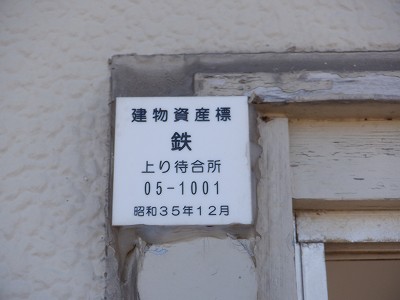 建物資産標
鉄
上り待合所
05-1001
昭和35年12月